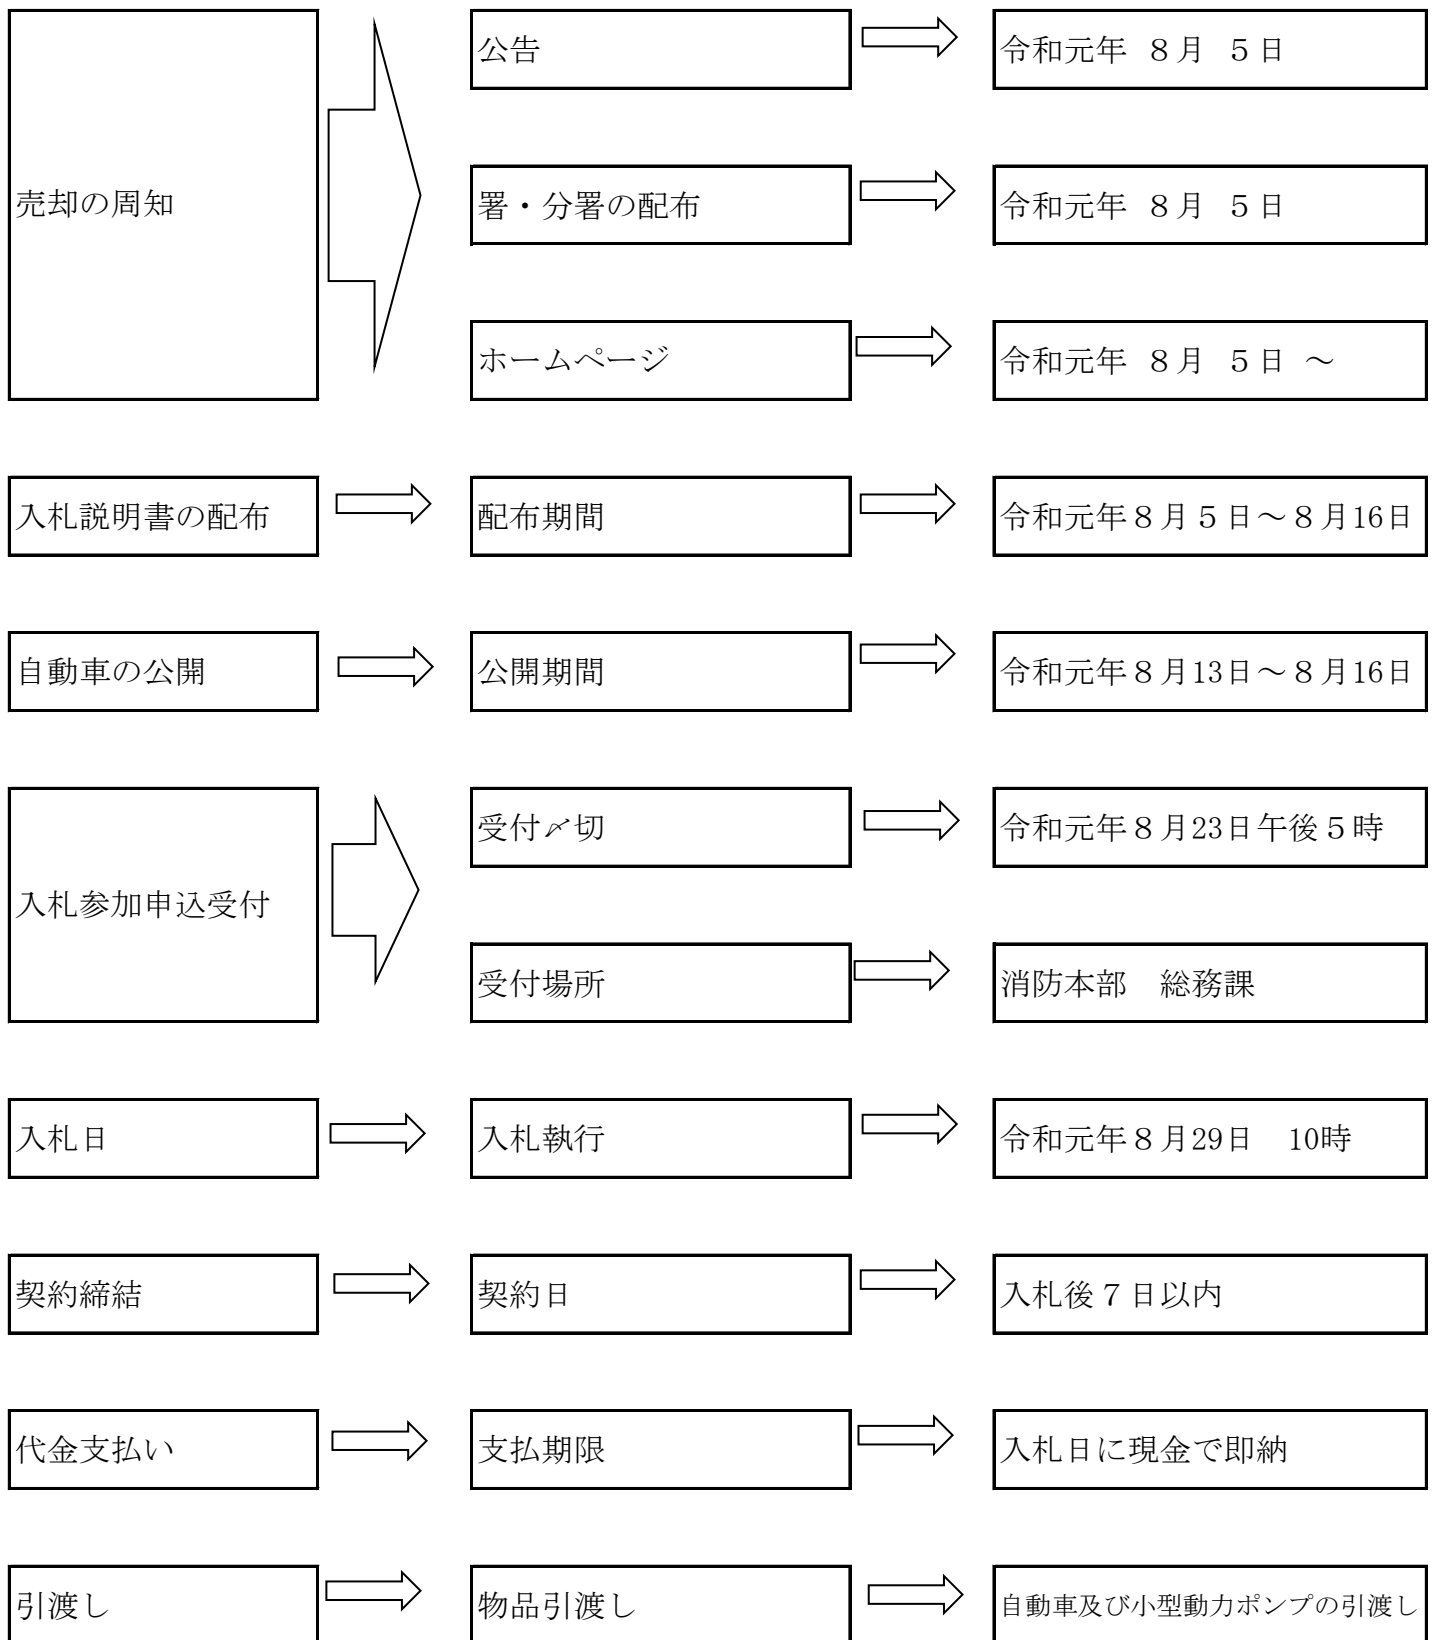 売却の周知
公告
令和元年 ８月 ５日
署・分署の配布
令和元年 ８月 ５日
ホームページ
令和元年 ８月 ５日 ～
入札説明書の配布
配布期間
令和元年８月５日～８月16日
自動車の公開
公開期間
令和元年８月13日～８月16日
入札参加申込受付
受付〆切
令和元年８月23日午後５時
受付場所
消防本部　総務課
入札日
入札執行
令和元年８月29日　10時
契約締結
契約日
入札後７日以内
代金支払い
支払期限
入札日に現金で即納
引渡し
物品引渡し
自動車及び小型動力ポンプの引渡し